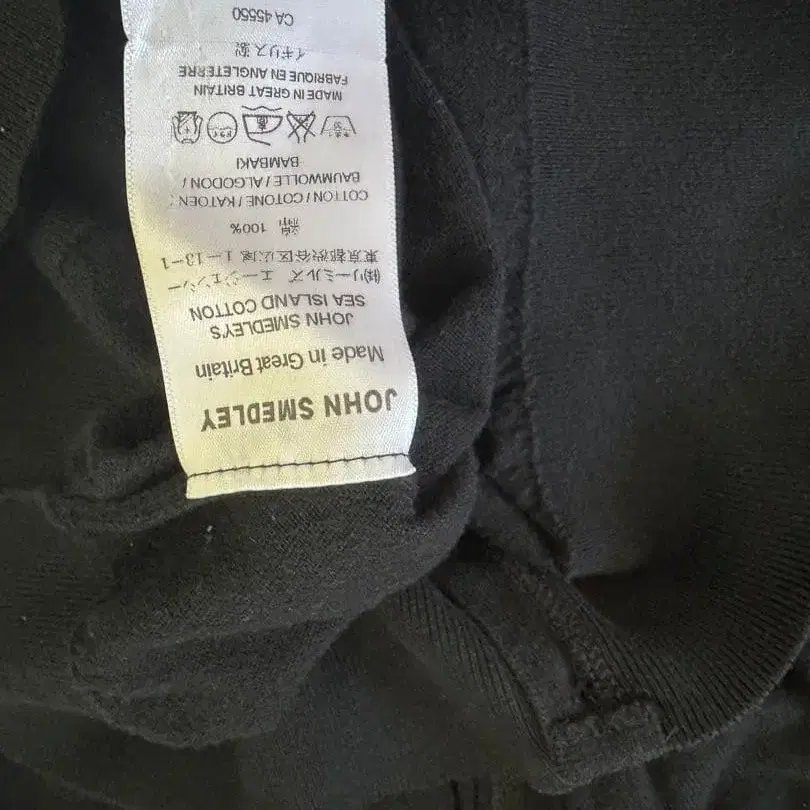 JOHN SMEDLEY
Made in Great Britain
JOHN SMEDLEY'S
SEA ISLAND COTTON
㈱リーミルズ エージェンシー
東京都渋谷区広尾 1-13-1
綿 100%
COTTON / COTONE / KATOEN
BAUMWOLLE / ALGODON /
BAMBAKI
MADE IN GREAT BRITAIN
FABRIQUE EN ANGLETERRE
イギリス製
CA 45550